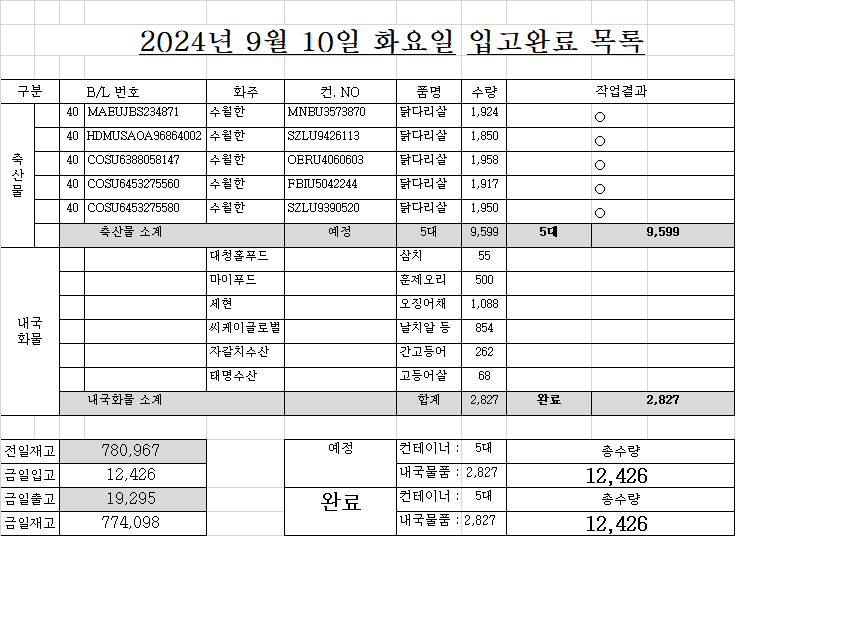 2024년 9월 10일 화요일 입고완료 목록
구분 B/L 번호 화주 컨. NO 품명 수량 작업결과
축산물
40 MAEUJBS234871 수월한 MNBU3573870 닭다리살 1,924 ○
40 HDMUSAOA96864002 수월한 SZLU9426113 닭다리살 1,850 ○
40 COSU6388058147 수월한 OERU4060603 닭다리살 1,958 ○
40 COSU6453275560 수월한 FBIU5042244 닭다리살 1,917 ○
40 COSU6453275580 수월한 SZLU9390520 닭다리살 1,950 ○
축산물 소계 예정 5대 9,599 5대 9,599
내국
화물
대청홀푸드 삼치 55
마이푸드 훈제오리 500
세현 오징어채 1,088
씨케이글로벌 날치알 등 854
자갈치수산 간고등어 262
태명수산 고등어살 68
내국화물 소계 합계 2,827 완료 2,827
전일재고 780,967 예정 컨테이너 : 5대 총수량
금일입고 12,426 내국물품 : 2,827 12,426
금일출고 19,295 완료 컨테이너 : 5대 총수량
금일재고 774,098 내국물품 : 2,827 12,426